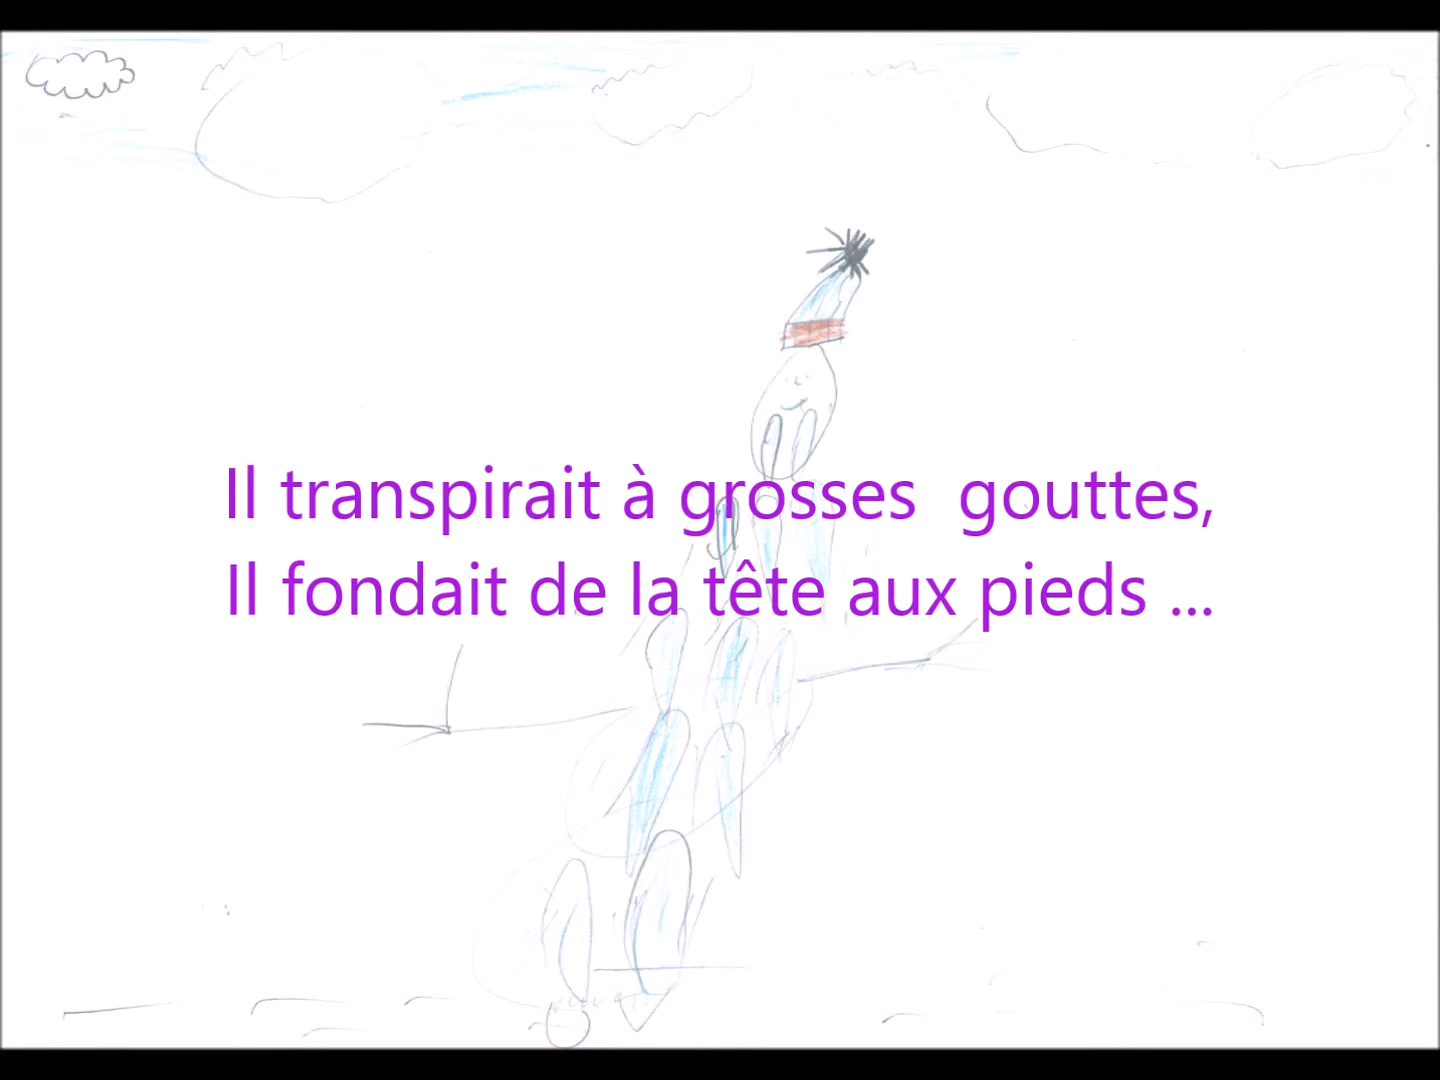 Il transpirait à grosses  gouttes,
Il fondait de la tête aux pieds ...